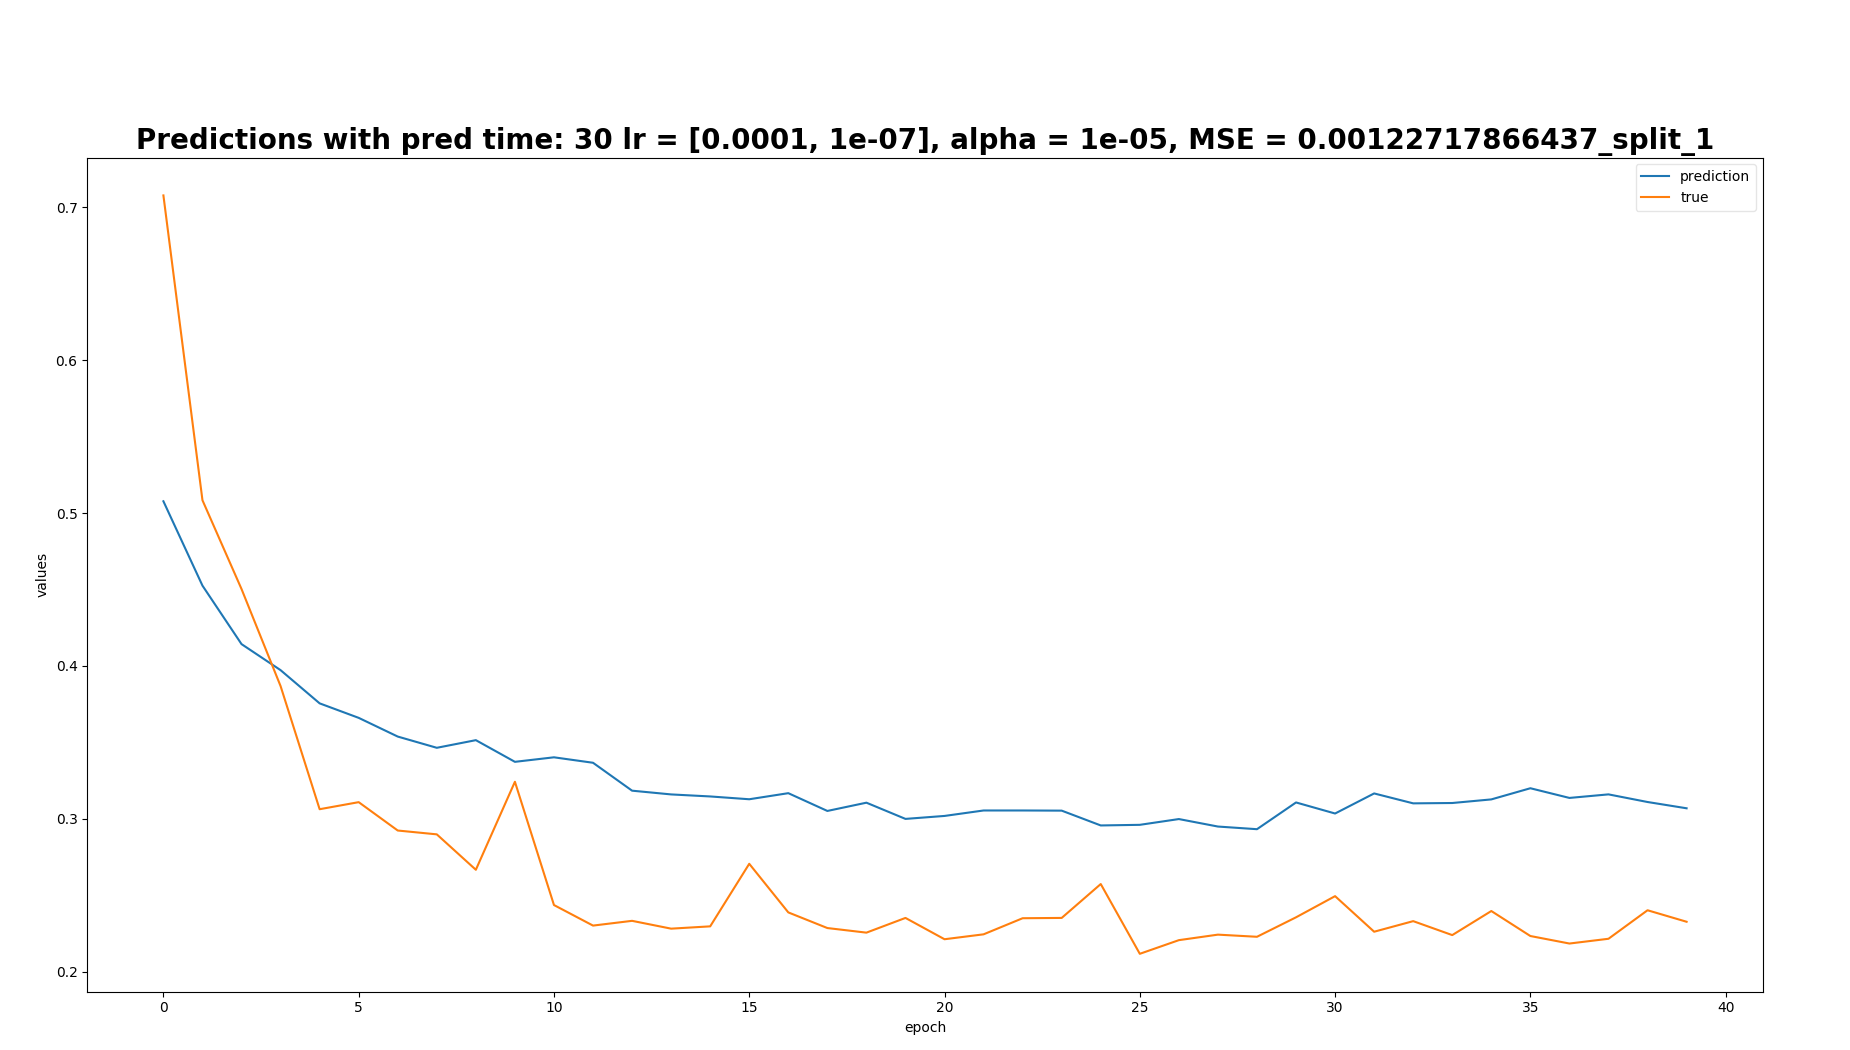 Predictions with pred time: 30 lr = [0.0001, 1e-07], alpha = 1e-05, MSE = 0.00122717866437_split_1
prediction
true
0.7
0.6
0.5
0.4
0.3
0.2
values
0 5 10 15 20 25 30 35 40
epoch